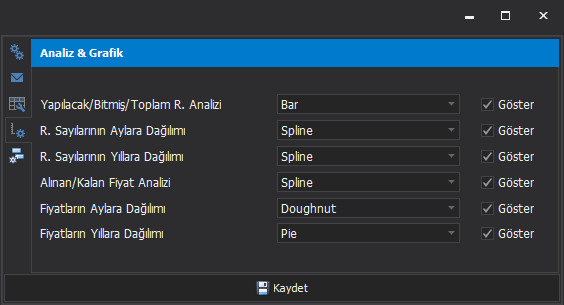 Analiz & Grafik
Yapılacak/Bitmiş/Toplam R. Analizi Bar Göster
R. Sayılarının Aylara Dağılımı Spline Göster
R. Sayılarının Yıllara Dağılımı Spline Göster
Alınan/Kalan Fiyat Analizi Spline Göster
Fiyatların Aylara Dağılımı Doughnut Göster
Fiyatların Yıllara Dağılımı Pie Göster
Kaydet